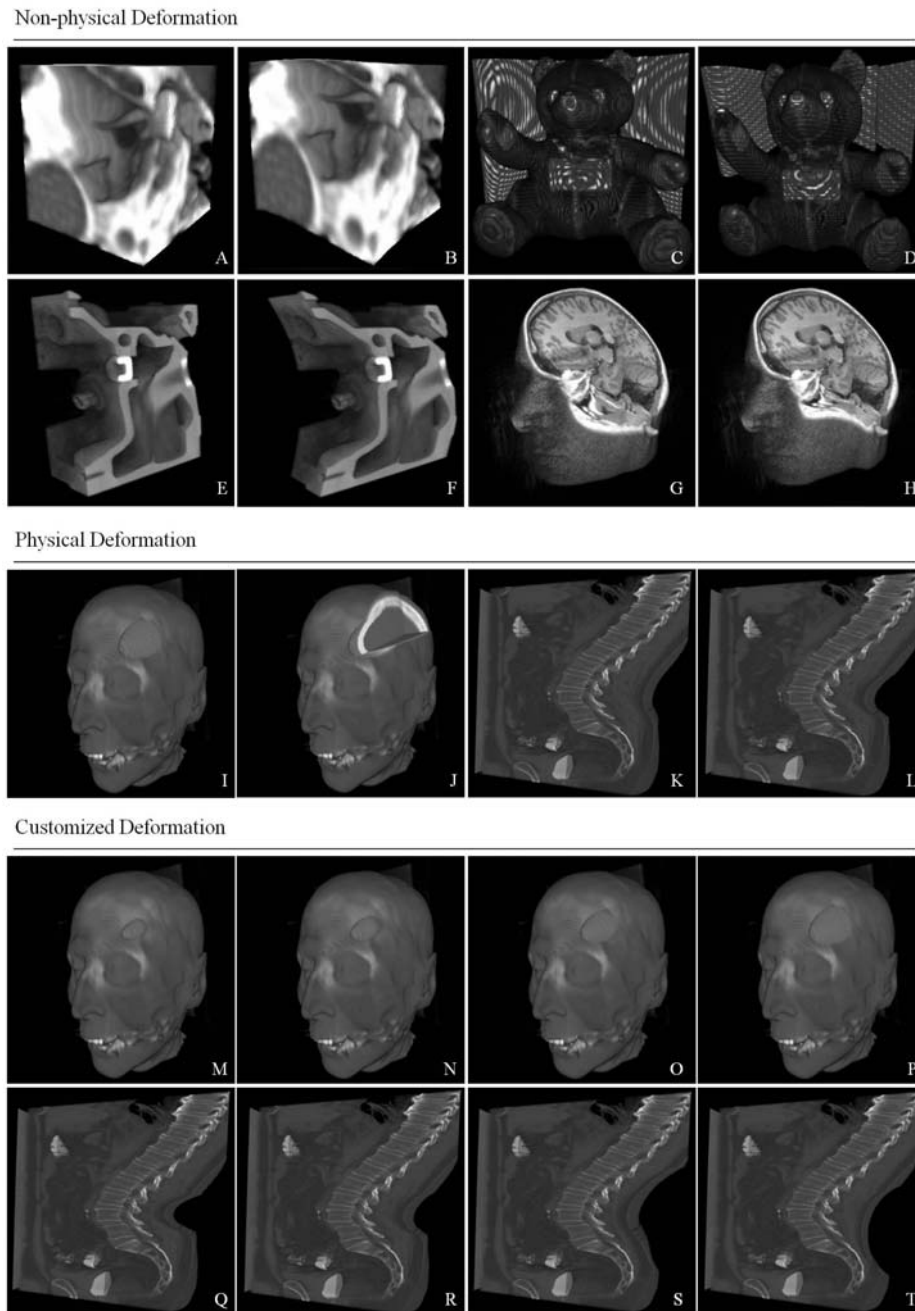 Non-physical Deformation
A
B
C
D
E
F
G
H
Physical Deformation
I
J
K
L
Customized Deformation
M
N
O
P
Q
R
S
T